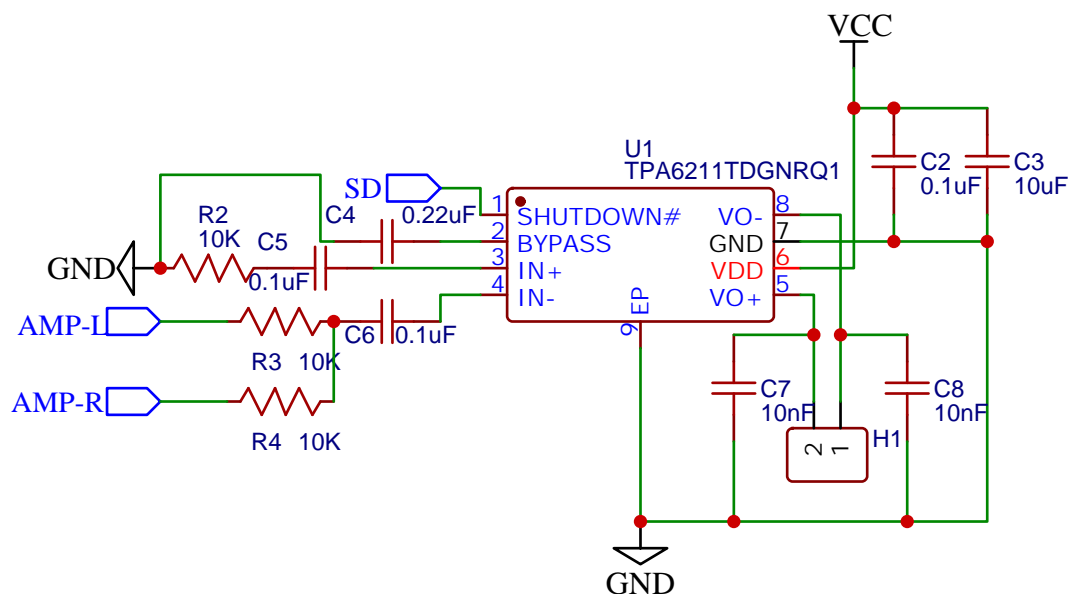 VCC
U1
TPA6211TDGNRQ1
C2
0.1uF
C3
10uF
SD
1
SHUTDOWN#
VO-
8
R2
10K
C4
0.22uF
2
BYPASS
GND
7
GND
C5
0.1uF
3
IN+
VDD
6
4
IN-
VO+
5
AMP-L
R3 10K
C6
0.1uF
EP
9
AMP-R
R4 10K
C7
10nF
C8
10nF
2
1
H1
GND